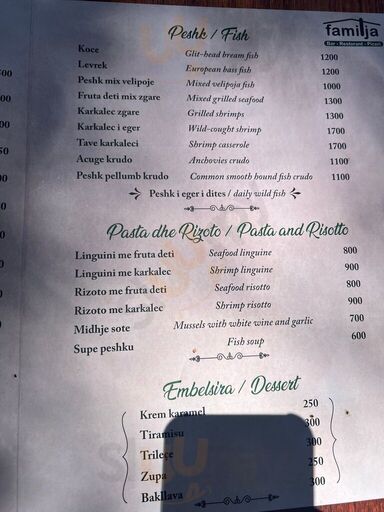 Peshk / Fish
familja
Bar - Restorant - Piceri
Koce Glit-head bream fish 1200
Levrek European bass fish 1200
Peshk mix velipoje Mixed velipoja fish 1000
Fruta deti mix zgare Mixed grilled seafood 1300
Karkalec zgare Grilled shrimps 1300
Karkalec i eger Wild-cought shrimp 1700
Tave karkaleci Shrimp casserole 1700
Acuge krudo Anchovies crudo 1100
Peshk pellumb krudo Common smooth hound fish crudo 1100
Peshk i eger i dites / daily wild fish
Pasta dhe Rizoto / Pasta and Risotto
Linguini me fruta deti Seafood linguine 800
Linguini me karkalec Shrimp linguine 900
Rizoto me fruta deti Seafood risotto 800
Rizoto me karkalec Shrimp risotto 900
Midhje sote Mussels with white wine and garlic 700
Supe peshku Fish soup 600
Embelsira / Dessert
Krem karamel 250
Tiramisu 300
Trilece 300
Zupa 250
Bakllava 300